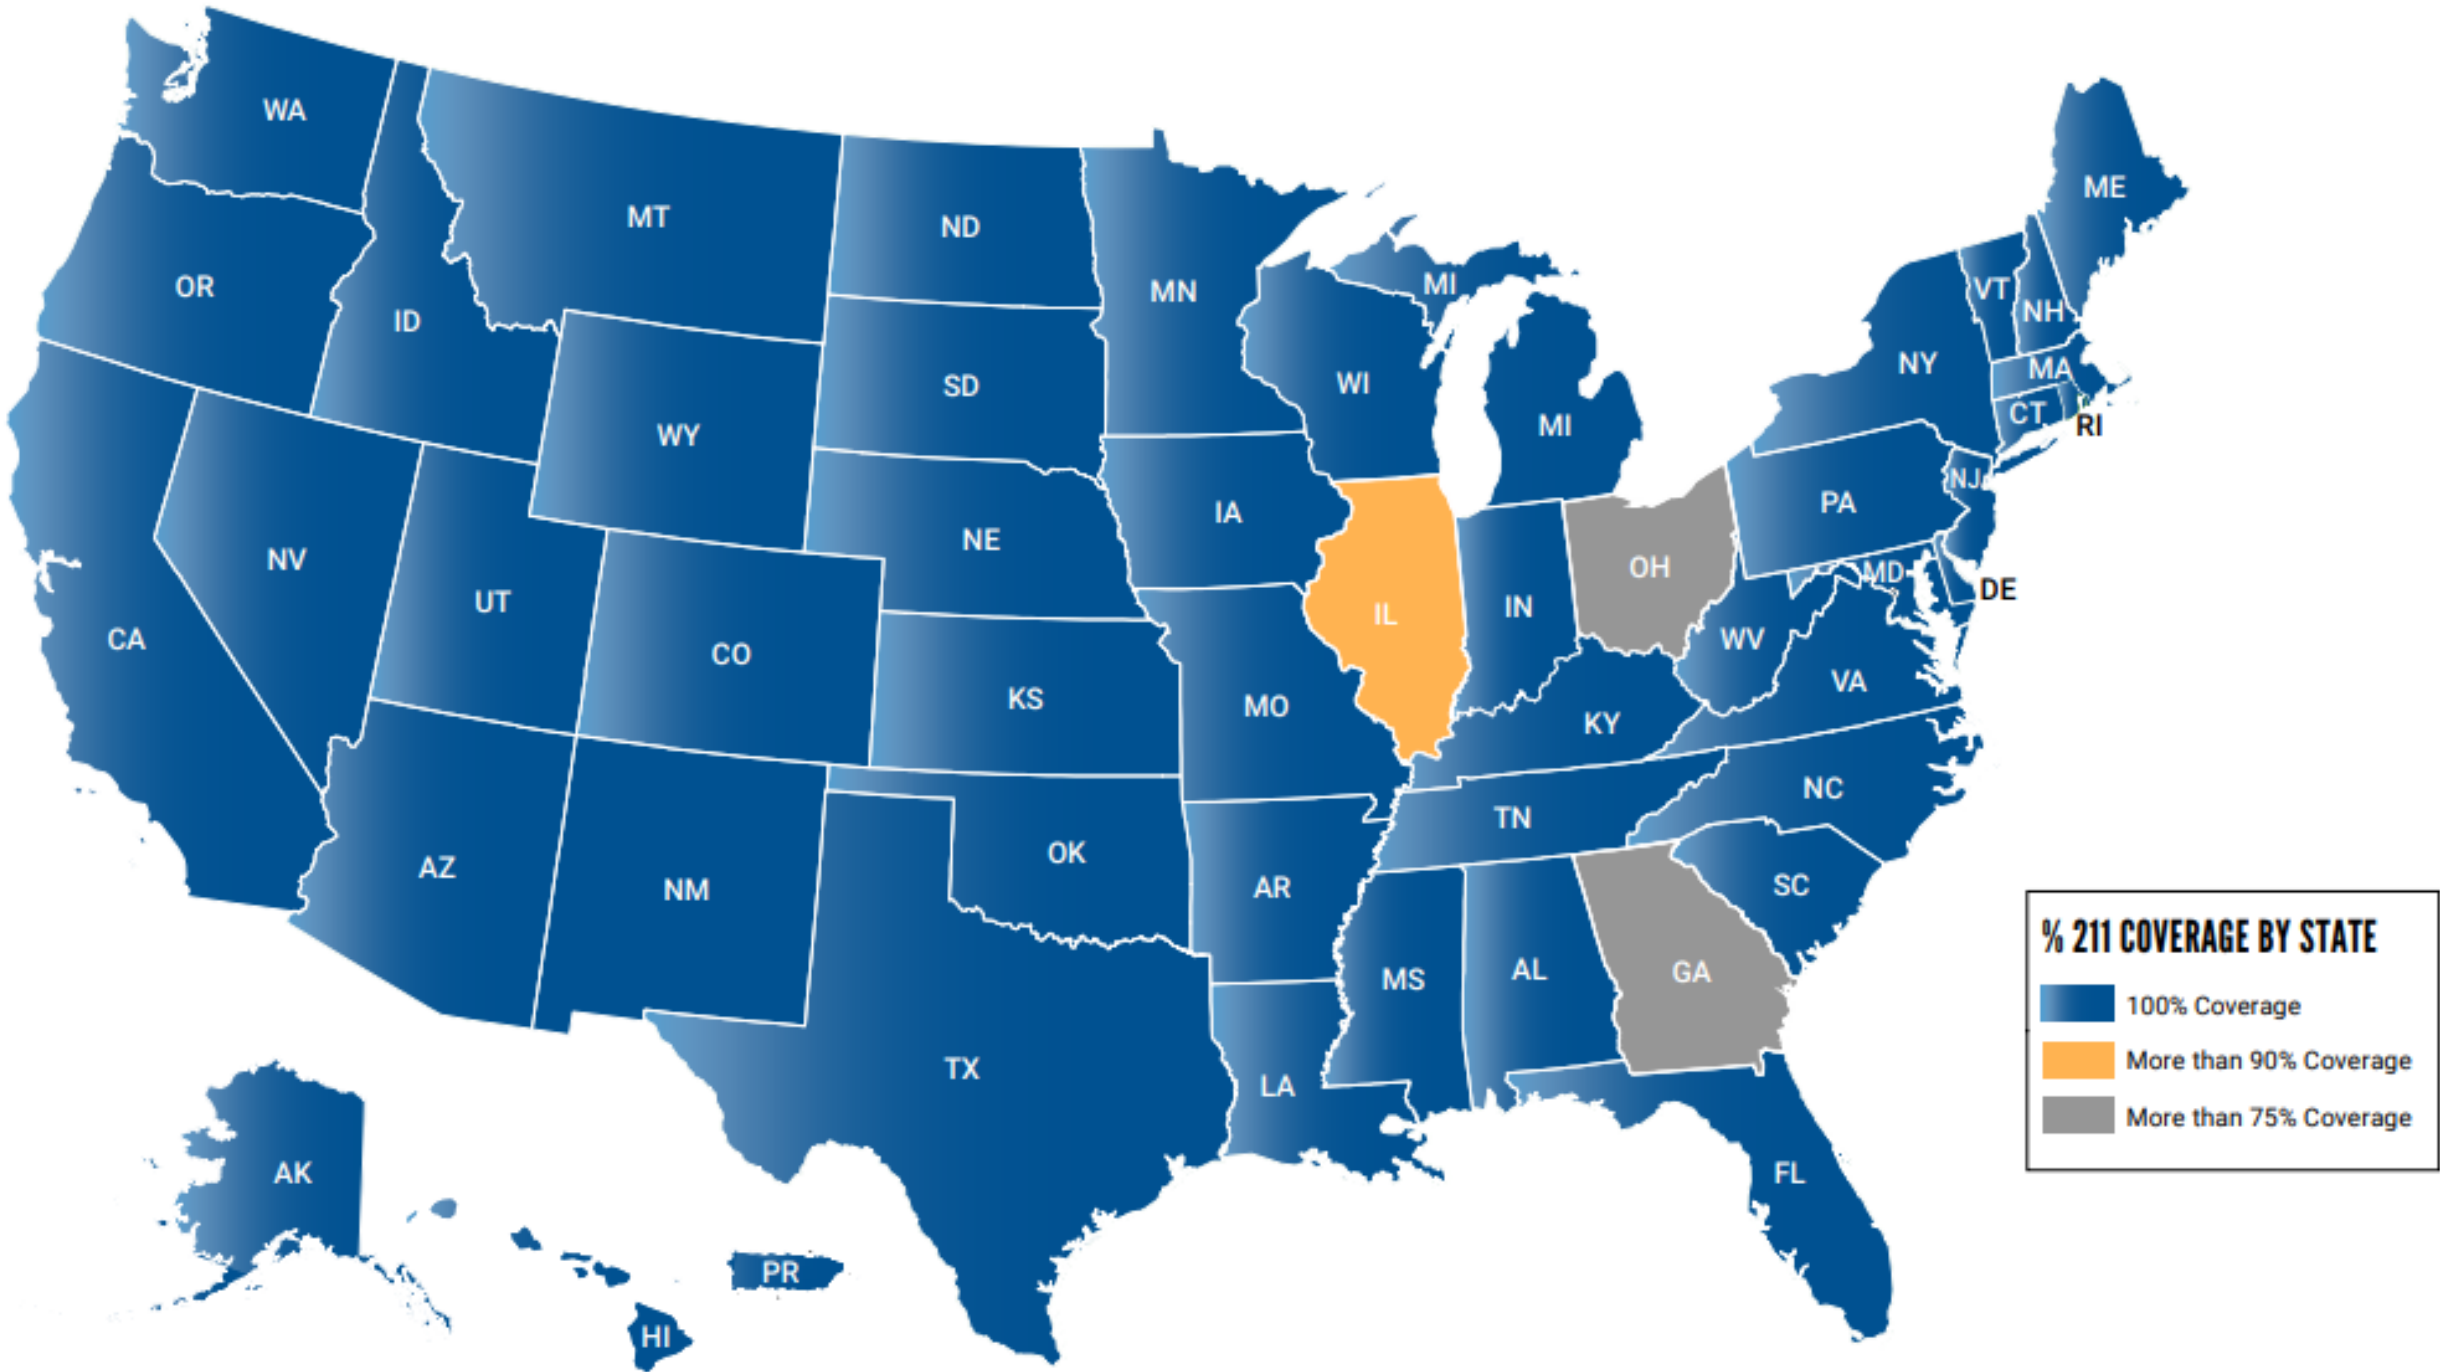 WA
MT
ND
MN
ME
OR
ID
SD
WI
MI
MI
NY
VT
NH
MA
CT
RI
WY
NE
IA
PA
NJ
NV
UT
CO
IL
IN
OH
MD
DE
CA
KS
MO
WV
VA
KY
NC
TN
AZ
NM
OK
AR
SC
MS
AL
GA
TX
LA
FL
AK
PR
HI
% 211 COVERAGE BY STATE
100% Coverage
More than 90% Coverage
More than 75% Coverage